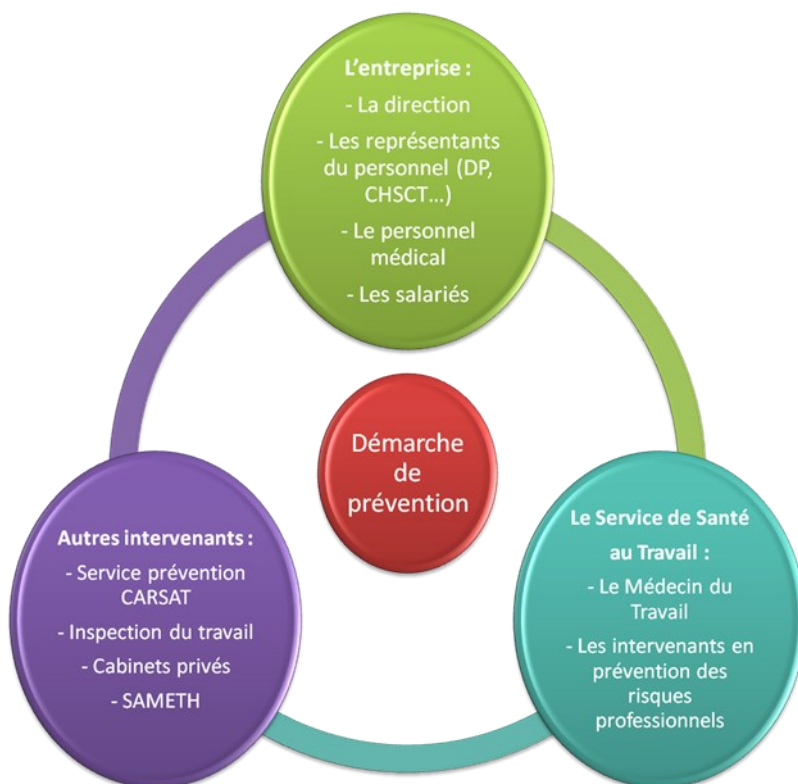 L'entreprise :
- La direction
- Les représentants
du personnel (DP,
CHSCT...)
- Le personnel
médical
- Les salariés
Démarche
de
prévention
Autres intervenants :
- Service prévention
CARSAT
- Inspection du travail
- Cabinets privés
- SAMETH
Le Service de Santé
au Travail :
- Le Médecin du
Travail
- Les intervenants en
prévention des
risques
professionnels